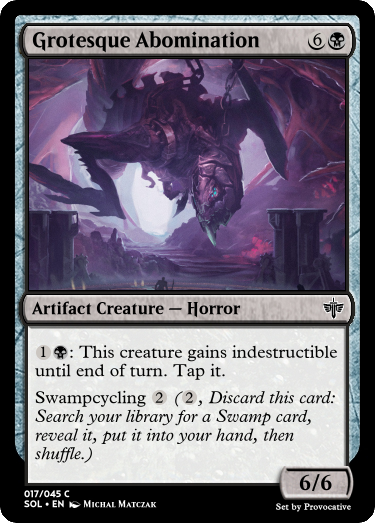 Grotesque Abomination 6
Artifact Creature — Horror
1 : This creature gains indestructible
until end of turn. Tap it.
Swampcycling 2 (2, Discard this card:
Search your library for a Swamp card,
reveal it, put it into your hand, then
shuffle.)
6/6
017/045 C
SOL • EN Michal Matczak
Set by Provocative